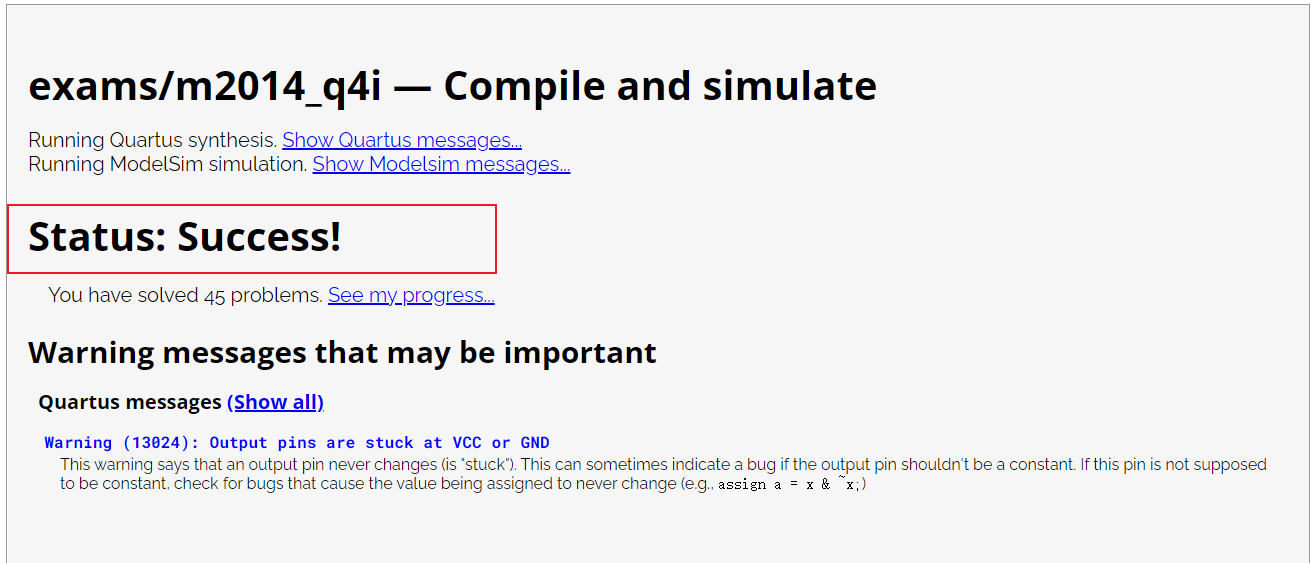 exams/m2014_q4i — Compile and simulate
Running Quartus synthesis. Show Quartus messages...
Running ModelSim simulation. Show Modelsim messages...
Status: Success!
You have solved 45 problems. See my progress...
Warning messages that may be important
Quartus messages (Show all)
Warning (13024): Output pins are stuck at VCC or GND
This warning says that an output pin never changes (is "stuck"). This can sometimes indicate a bug if the output pin shouldn't be a constant. If this pin is not supposed
to be constant, check for bugs that cause the value being assigned to never change (e.g., assign a = x & ~x;)